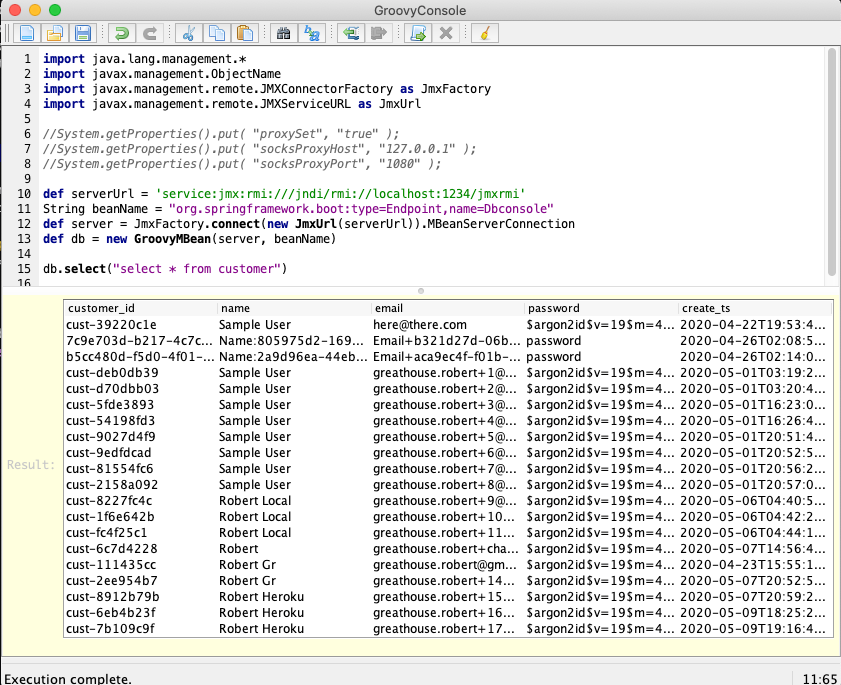 GroovyConsole
1 import java.lang.management.*
2 import javax.management.ObjectName
3 import javax.management.remote.JMXConnectorFactory as JmxFactory
4 import javax.management.remote.JMXServiceURL as JmxUrl
5
6 //System.getProperties().put( "proxySet", "true" );
7 //System.getProperties().put( "socksProxyHost", "127.0.0.1" );
8 //System.getProperties().put( "socksProxyPort", "1080" );
9
10 def serverUrl = 'service:jmx:rmi:///jndi/rmi://localhost:1234/jmxrmi'
11 String beanName = "org.springframework.boot:type=Endpoint,name=Dbconsole"
12 def server = JmxFactory.connect(new JmxUrl(serverUrl)).MBeanServerConnection
13 def db = new GroovyMBean(server, beanName)
14
15 db.select("select * from customer")
16
customer_id name email password create_ts
cust-39220c1e Sample User here@there.com $argon2id$v=19$m=4... 2020-04-22T19:53:4...
7c9e703d-b217-4c7c... Name:805975d2-169... Email+b321d27d-06b... password 2020-04-26T02:08:5...
b5cc480d-f5d0-4f01-... Name:2a9d96ea-44eb... Email+aca9ec4f-f01b-... password 2020-04-26T02:14:0...
cust-deb0db39 Sample User greathouse.robert+1@... $argon2id$v=19$m=4... 2020-05-01T03:19:2...
cust-d70dbb03 Sample User greathouse.robert+2@... $argon2id$v=19$m=4... 2020-05-01T03:20:4...
cust-5fde3893 Sample User greathouse.robert+3@... $argon2id$v=19$m=4... 2020-05-01T16:23:0...
cust-54198fd3 Sample User greathouse.robert+4@... $argon2id$v=19$m=4... 2020-05-01T16:26:4...
cust-9027d4f9 Sample User greathouse.robert+5@... $argon2id$v=19$m=4... 2020-05-01T20:51:4...
cust-9edfdcad Sample User greathouse.robert+6@... $argon2id$v=19$m=4... 2020-05-01T20:52:5...
Result: cust-81554fc6 Sample User greathouse.robert+7@... $argon2id$v=19$m=4... 2020-05-01T20:56:2...
cust-2158a092 Sample User greathouse.robert+8@... $argon2id$v=19$m=4... 2020-05-01T20:57:0...
cust-8227fc4c Robert Local greathouse.robert+9@... $argon2id$v=19$m=4... 2020-05-06T04:40:5...
cust-1f6e642b Robert Local greathouse.robert+10... $argon2id$v=19$m=4... 2020-05-06T04:42:2...
cust-fc4f25c1 Robert Local greathouse.robert+11... $argon2id$v=19$m=4... 2020-05-06T04:44:1...
cust-6c7d4228 Robert greathouse.robert+cha... $argon2id$v=19$m=4... 2020-05-07T14:56:4...
cust-111435cc Robert Gr greathouse.robert@gm... $argon2id$v=19$m=4... 2020-04-23T15:55:1...
cust-2ee954b7 Robert Gr greathouse.robert+14... $argon2id$v=19$m=4... 2020-05-07T20:52:5...
cust-8912b79b Robert Heroku greathouse.robert+15... $argon2id$v=19$m=4... 2020-05-07T20:59:2...
cust-6eb4b23f Robert Heroku greathouse.robert+16... $argon2id$v=19$m=4... 2020-05-09T18:25:2...
cust-7b109c9f Robert Heroku greathouse.robert+17... $argon2id$v=19$m=4... 2020-05-09T19:16:4...
Execution complete. 11:65